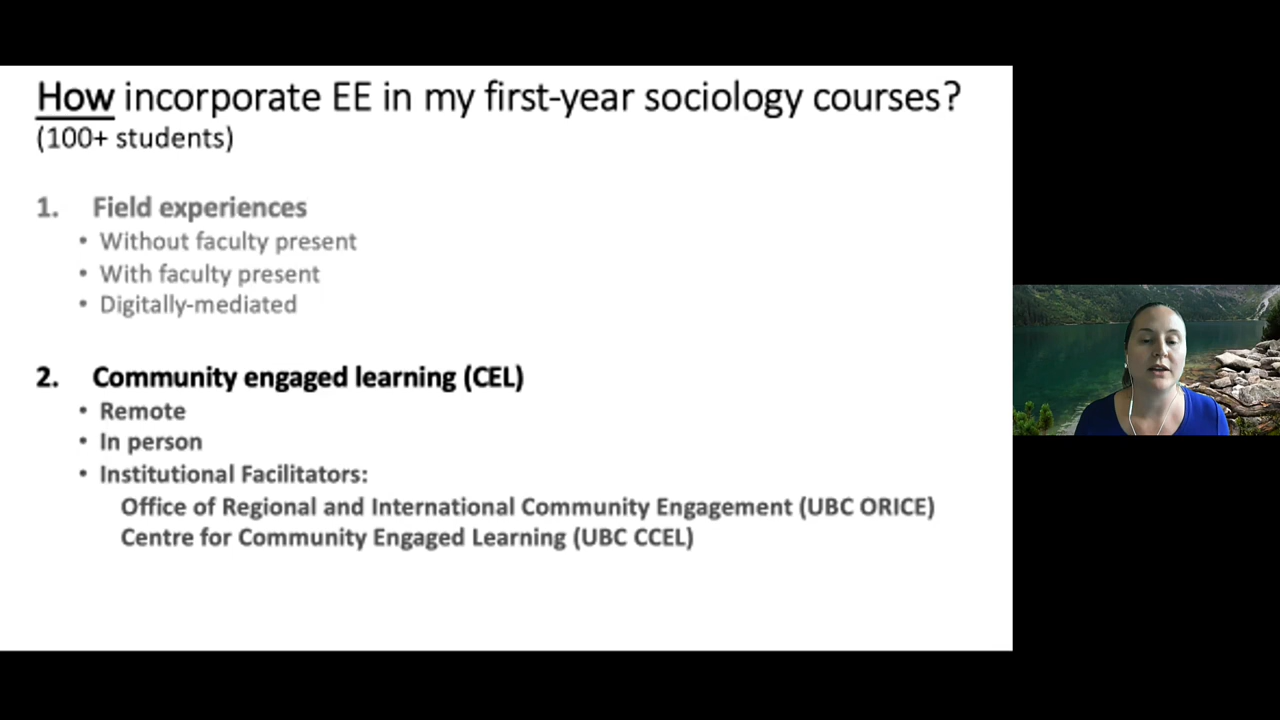 How incorporate EE in my first-year sociology courses?
(100+ students)
1. Field experiences
• Without faculty present
• With faculty present
• Digitally-mediated
2. Community engaged learning (CEL)
• Remote
• In person
• Institutional Facilitators:
Office of Regional and International Community Engagement (UBC ORICE)
Centre for Community Engaged Learning (UBC CCEL)